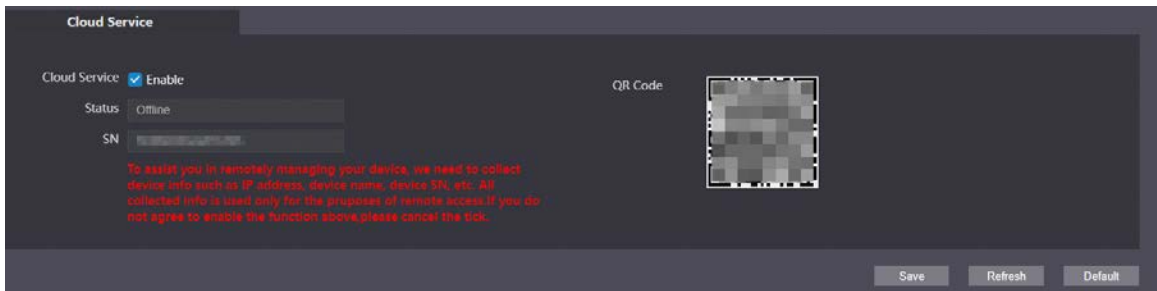 Cloud Service
Cloud Service Enable
QR Code
Status Offline
SN
To assist you in remotely managing your device, we need to collect
device info such as IP address, device name, device SN, etc. All
collected info is used only for the pruposes of remote access.If you do
not agree to enable the function above,please cancel the tick.
Save Refresh Default